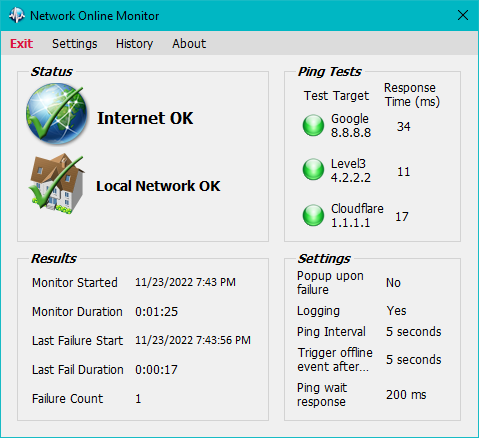 Network Online Monitor
Exit Settings History About
Status
Internet OK
Local Network OK
Ping Tests
Test Target
Response
Time (ms)
Google
8.8.8.8
34
Level3
4.2.2.2
11
Cloudflare
1.1.1.1
17
Results
Monitor Started 11/23/2022 7:43 PM
Monitor Duration 0:01:25
Last Failure Start 11/23/2022 7:43:56 PM
Last Fail Duration 0:00:17
Failure Count 1
Settings
Popup upon
failure
No
Logging Yes
Ping Interval 5 seconds
Trigger offline
event after...
5 seconds
Ping wait
response
200 ms